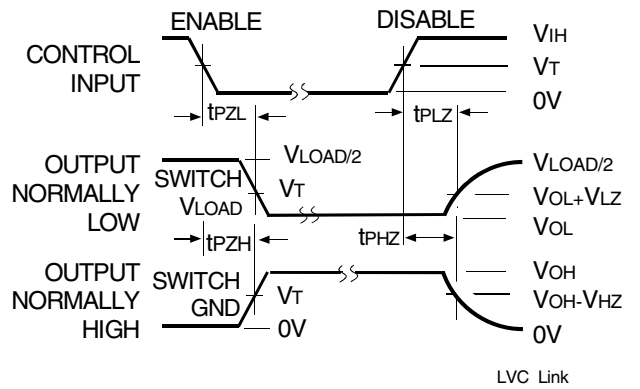 ENABLE
DISABLE
CONTROL
INPUT
VIH
VT
0V
tPZL
tPLZ
OUTPUT
NORMALLY
LOW
SWITCH
VLOAD
VLOAD/2
VT
VLOAD/2
VOL+VLZ
VOL
tPZH
tPHZ
OUTPUT
NORMALLY
HIGH
SWITCH
GND
VT
0V
VOH
VOH-VHZ
0V
LVC Link